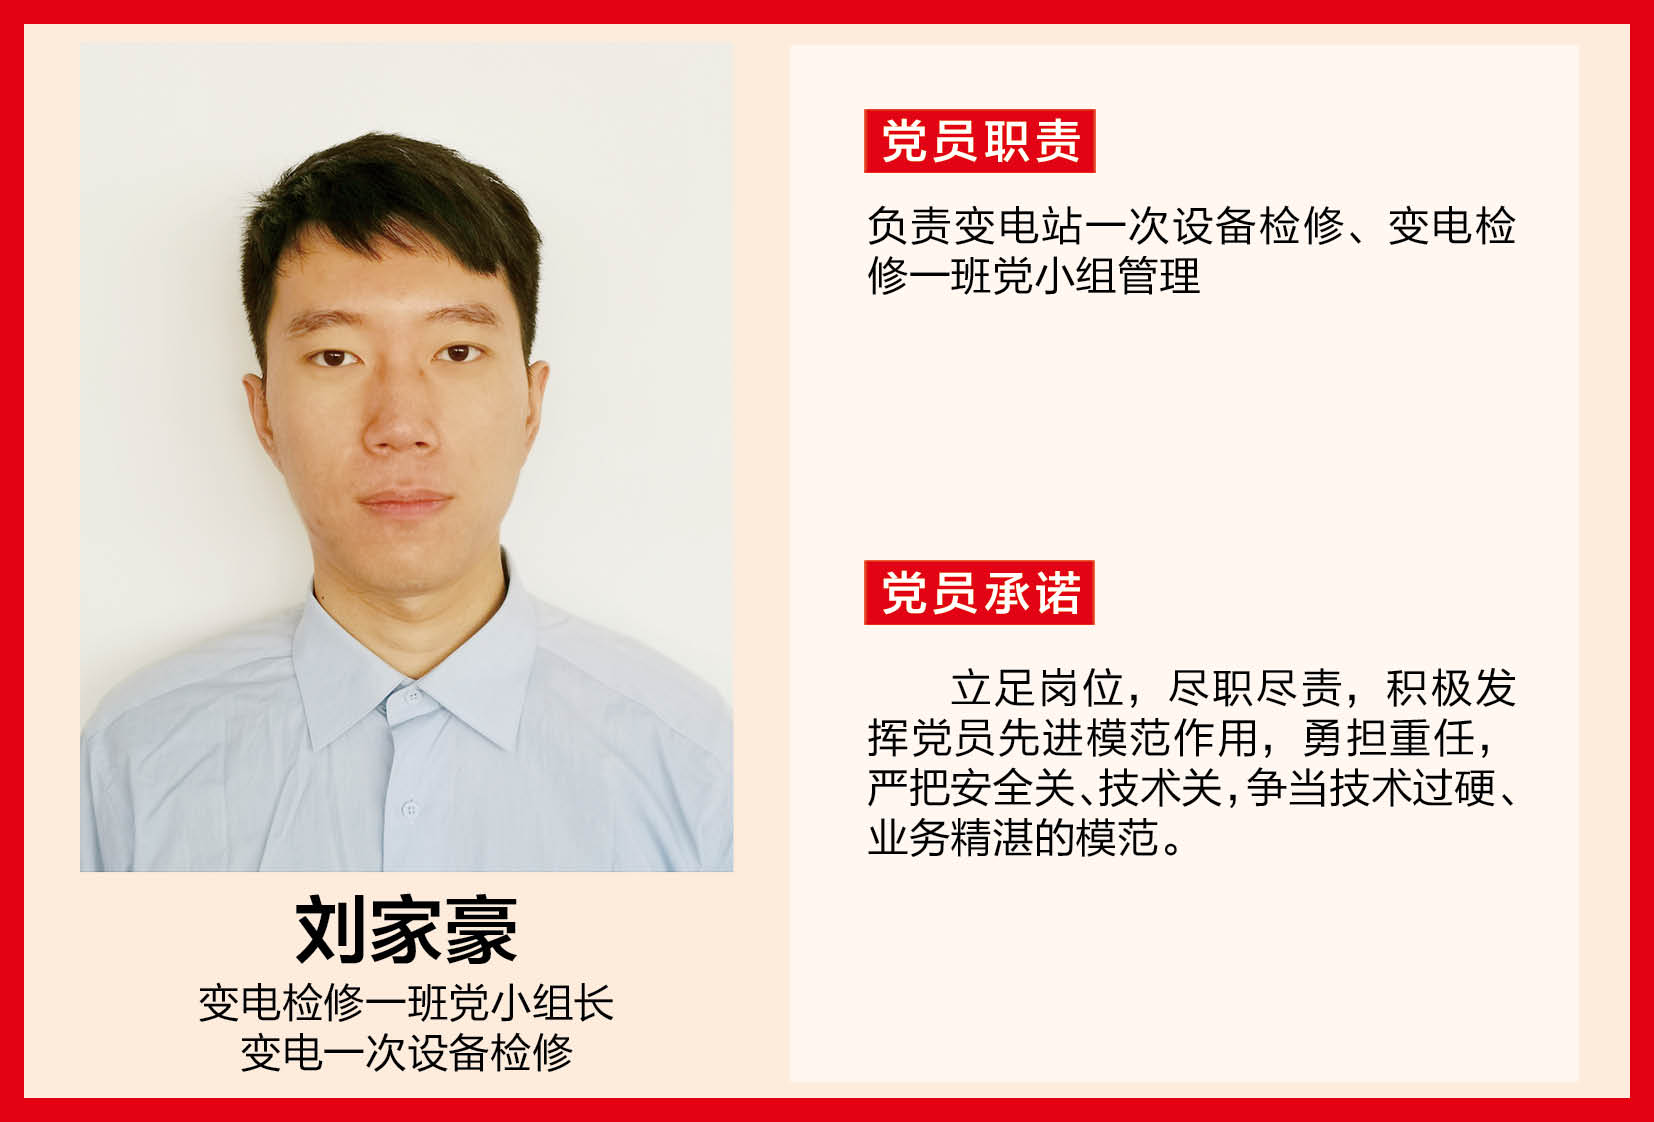 刘家豪
变电检修一班党小组长
变电一次设备检修
党员职责
负责变电站一次设备检修、变电检
修一班党小组管理
党员承诺
立足岗位，尽职尽责，积极发
挥党员先进模范作用，勇担重任，
严把安全关、技术关，争当技术过硬、
业务精湛的模范。